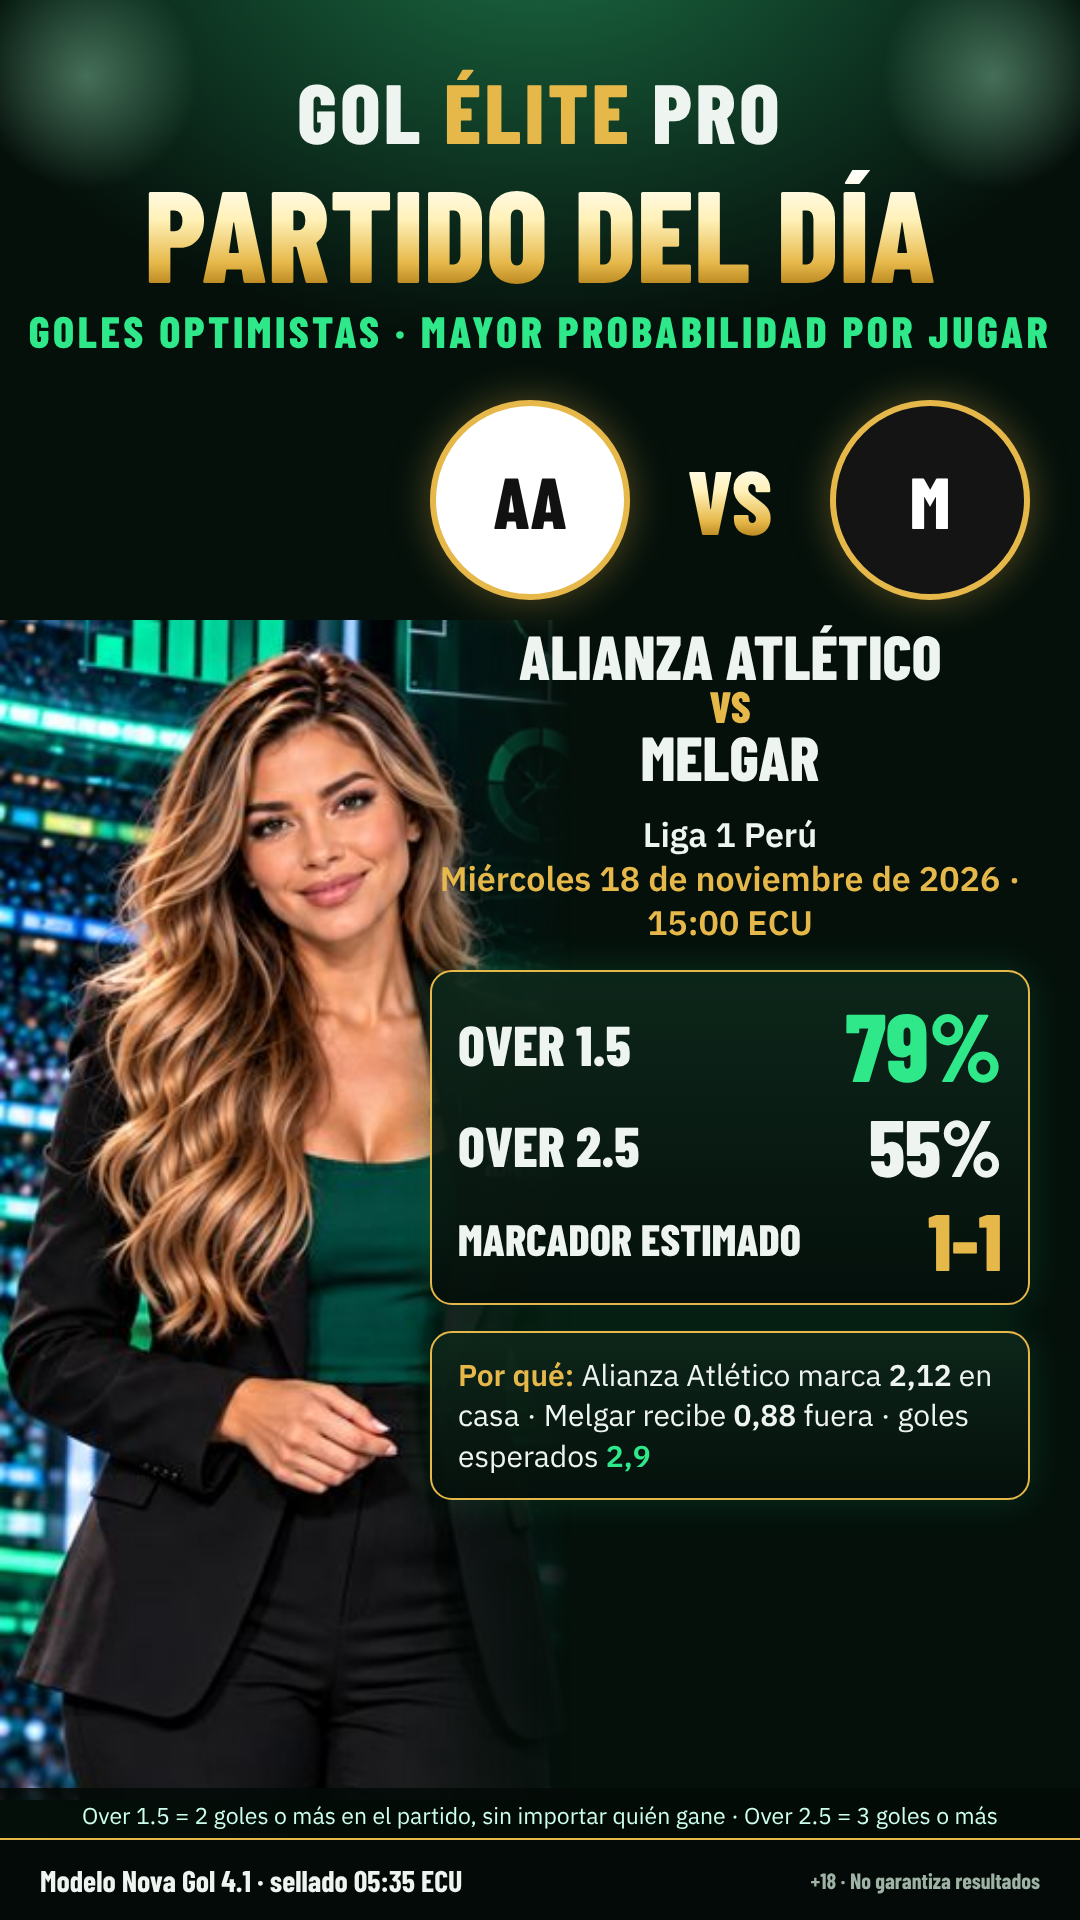 GOL ÉLITE PRO
PARTIDO DEL DÍA
GOLES OPTIMISTAS · MAYOR PROBABILIDAD POR JUGAR
AA VS M
ALIANZA ATLÉTICO
VS
MELGAR
Liga 1 Perú
Miércoles 18 de noviembre de 2026 ·
15:00 ECU
OVER 1.5 79%
OVER 2.5 55%
MARCADOR ESTIMADO 1-1
Por qué: Alianza Atlético marca 2,12 en
casa · Melgar recibe 0,88 fuera · goles
esperados 2,9
Over 1.5 = 2 goles o más en el partido, sin importar quién gane · Over 2.5 = 3 goles o más
Modelo Nova Gol 4.1 · sellado 05:35 ECU
+18 · No garantiza resultados